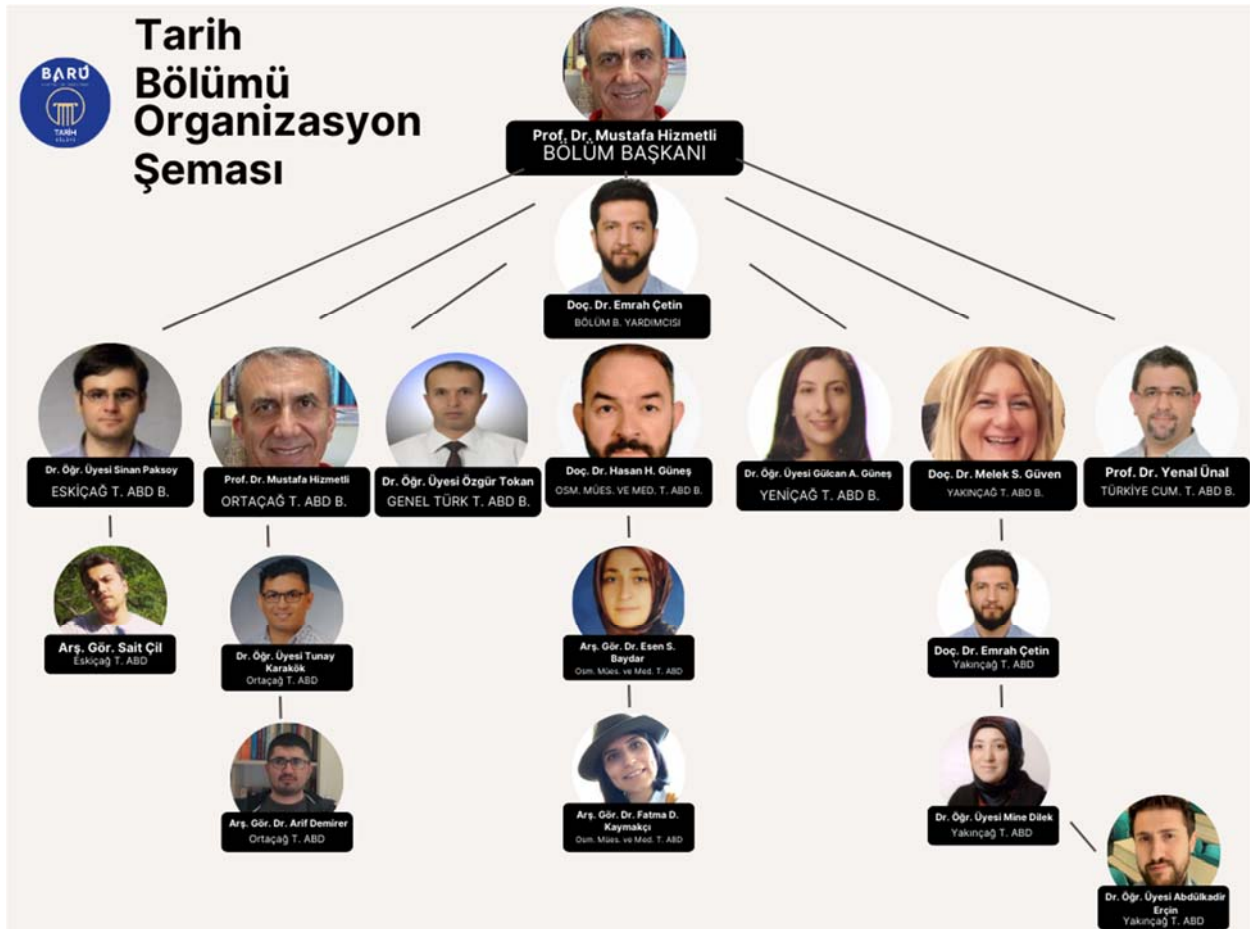 BARÜ
TARİH
Tarih
Bölümü
Organizasyon
Şeması
Prof. Dr. Mustafa Hizmetli
BÖLÜM BAŞKANI
Doç. Dr. Emrah Çetin
BÖLÜM B. YARDIMCISI
Dr. Öğr. Üyesi Sinan Paksoy
ESKİÇAĞ T. ABD B.
Prof. Dr. Mustafa Hizmetli
ORTAÇAĞ T. ABD B.
Dr. Öğr. Üyesi Özgür Tokan
GENEL TÜRK T. ABD B.
Doç. Dr. Hasan H. Güneş
OSM. MÜES. VE MED. T. ABD B.
Dr. Öğr. Üyesi Gülcan A. Güneş
YENİÇAĞ T. ABD B.
Doç. Dr. Melek S. Güven
YAKINÇAĞ T. ABD B.
Prof. Dr. Yenal Ünal
TÜRKİYE CUM. T. ABD B.
Arş. Gör. Sait Çil
Eskiçağ T. ABD
Dr. Öğr. Üyesi Tunay
Karakök
Ortaçağ T. ABD
Arş. Gör. Dr. Esen S.
Baydar
Osm. Mües. ve Med. T. ABD
Doç. Dr. Emrah Çetin
Yakınçağ T. ABD
Arş. Gör. Dr. Arif Demirer
Ortaçağ T. ABD
Arş. Gör. Dr. Fatma D.
Kaymakçı
Osm. Mües. ve Med. T. ABD
Dr. Öğr. Üyesi Mine Dilek
Yakınçağ T. ABD
Dr. Öğr. Üyesi Abdülkadir
Erçin
Yakınçağ T. ABD